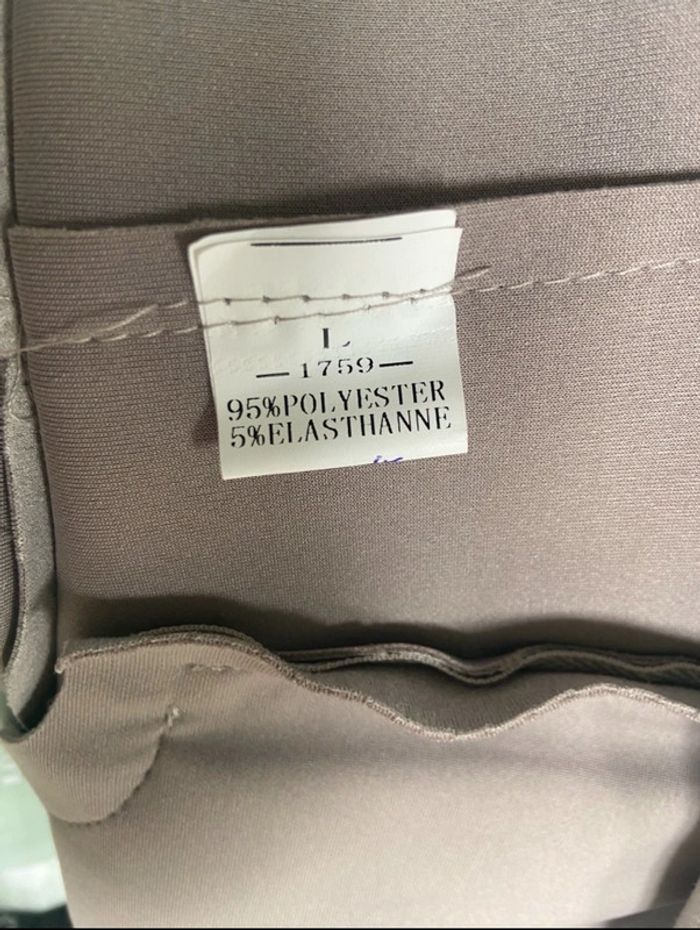 L
—1759—
95%POLYESTER
5%ELASTHANNE